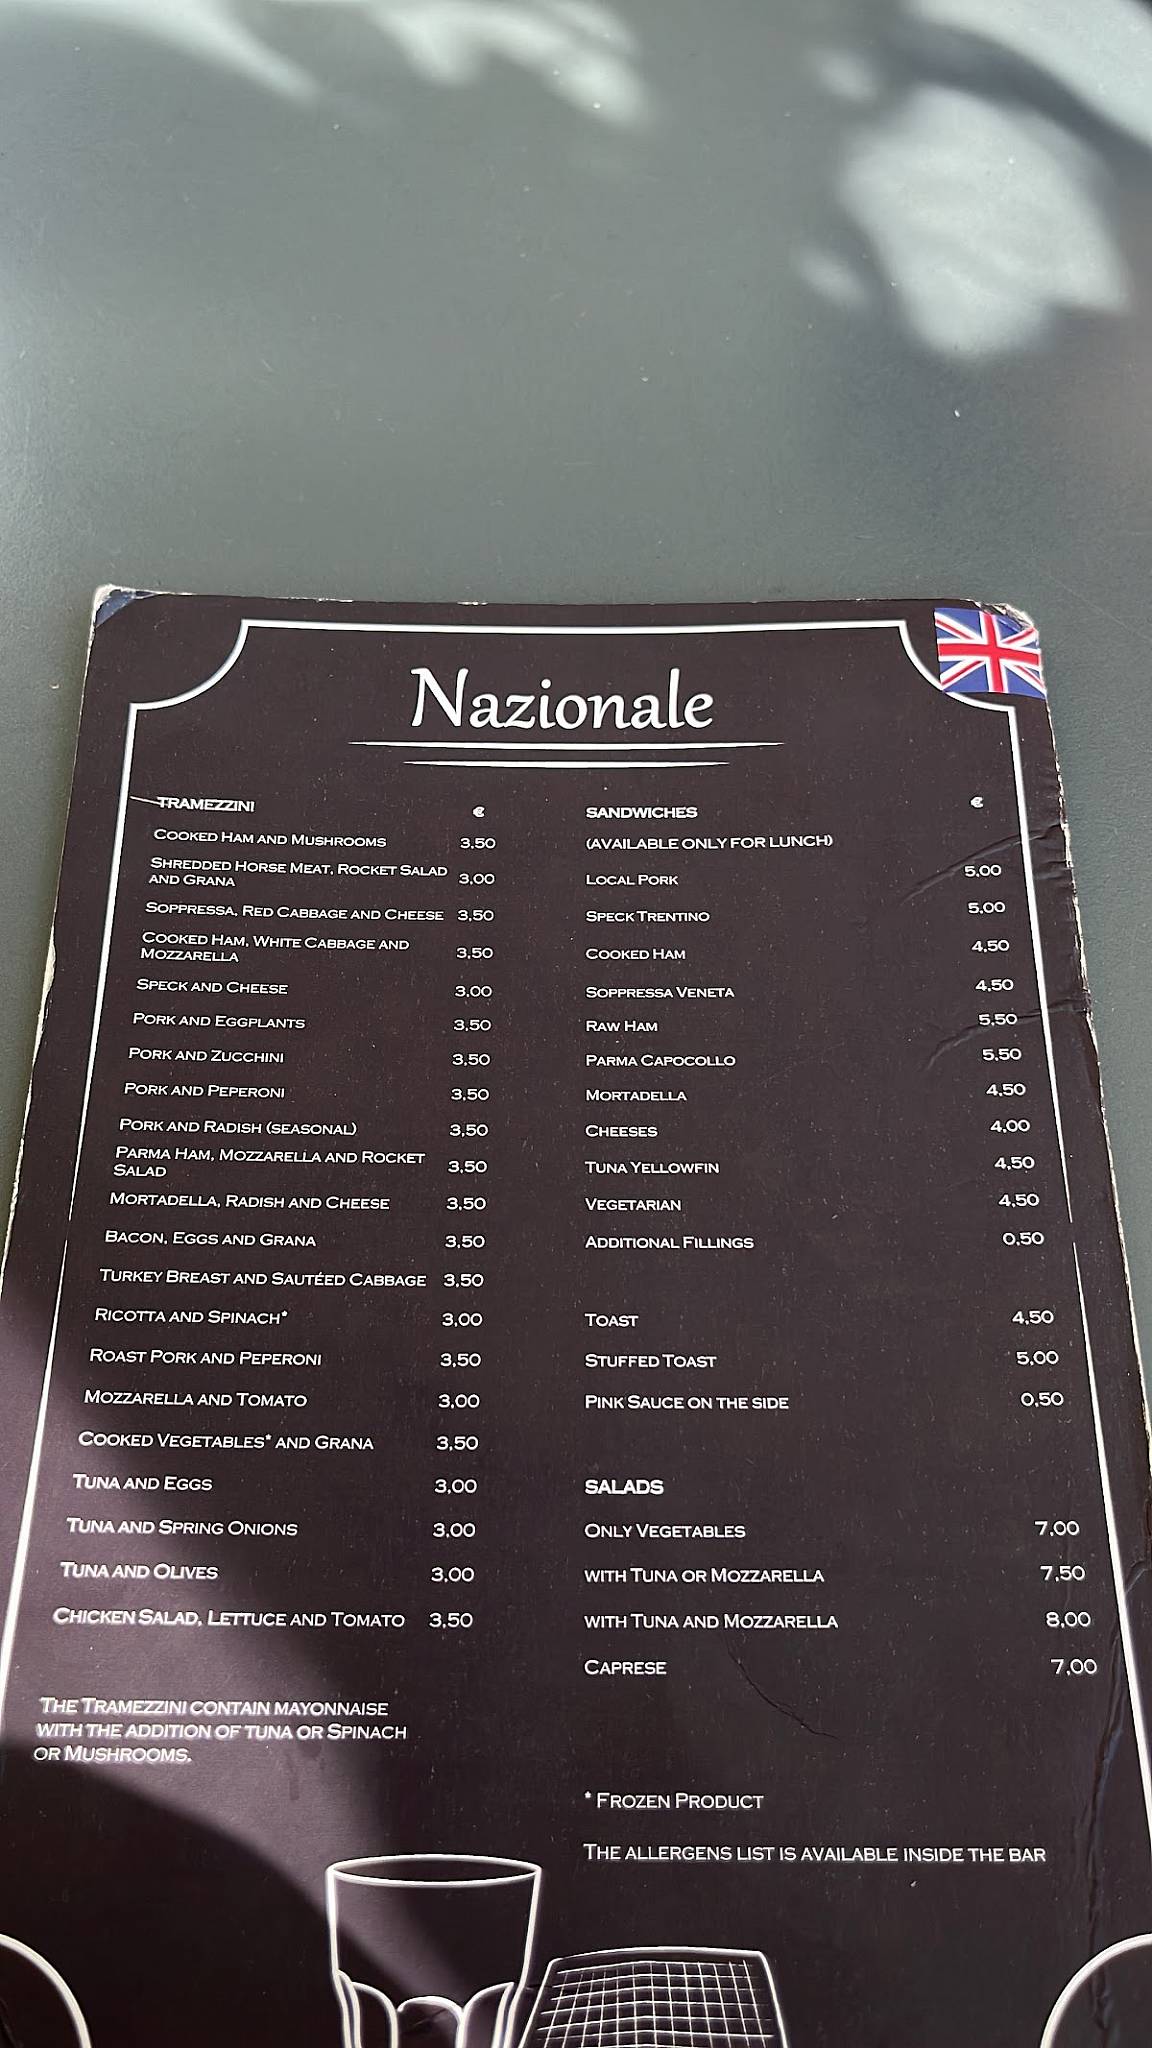 Nazionale
TRAMEZZINI €
COOKED HAM AND MUSHROOMS 3,50
SHREDDED HORSE MEAT, ROCKET SALAD
AND GRANA 3,00
SOPPRESSA, RED CABBAGE AND CHEESE 3,50
COOKED HAM, WHITE CABBAGE AND
MOZZARELLA 3,50
SPECK AND CHEESE 3,00
PORK AND EGGPLANTS 3,50
PORK AND ZUCCHINI 3,50
PORK AND PEPERONI 3,50
PORK AND RADISH (SEASONAL) 3,50
PARMA HAM, MOZZARELLA AND ROCKET
SALAD 3,50
MORTADELLA, RADISH AND CHEESE 3,50
BACON, EGGS AND GRANA 3,50
TURKEY BREAST AND SAUTÉED CABBAGE 3,50
RICOTTA AND SPINACH* 3,00
ROAST PORK AND PEPERONI 3,50
MOZZARELLA AND TOMATO 3,00
COOKED VEGETABLES* AND GRANA 3,50
TUNA AND EGGS 3,00
TUNA AND SPRING ONIONS 3,00
TUNA AND OLIVES 3,00
CHICKEN SALAD, LETTUCE AND TOMATO 3,50
THE TRAMEZZINI CONTAIN MAYONNAISE
WITH THE ADDITION OF TUNA OR SPINACH
OR MUSHROOMS.
SANDWICHES €
(AVAILABLE ONLY FOR LUNCH)
LOCAL PORK 5,00
SPECK TRENTINO 5,00
COOKED HAM 4,50
SOPPRESSA VENETA 4,50
RAW HAM 5,50
PARMA CAPOCOLLO 5,50
MORTADELLA 4,50
CHEESES 4,00
TUNA YELLOWFIN 4,50
VEGETARIAN 4,50
ADDITIONAL FILLINGS 0,50
TOAST 4,50
STUFFED TOAST 5,00
PINK SAUCE ON THE SIDE 0,50
SALADS
ONLY VEGETABLES 7,00
WITH TUNA OR MOZZARELLA 7,50
WITH TUNA AND MOZZARELLA 8,00
CAPRESE 7,00
* FROZEN PRODUCT
THE ALLERGENS LIST IS AVAILABLE INSIDE THE BAR